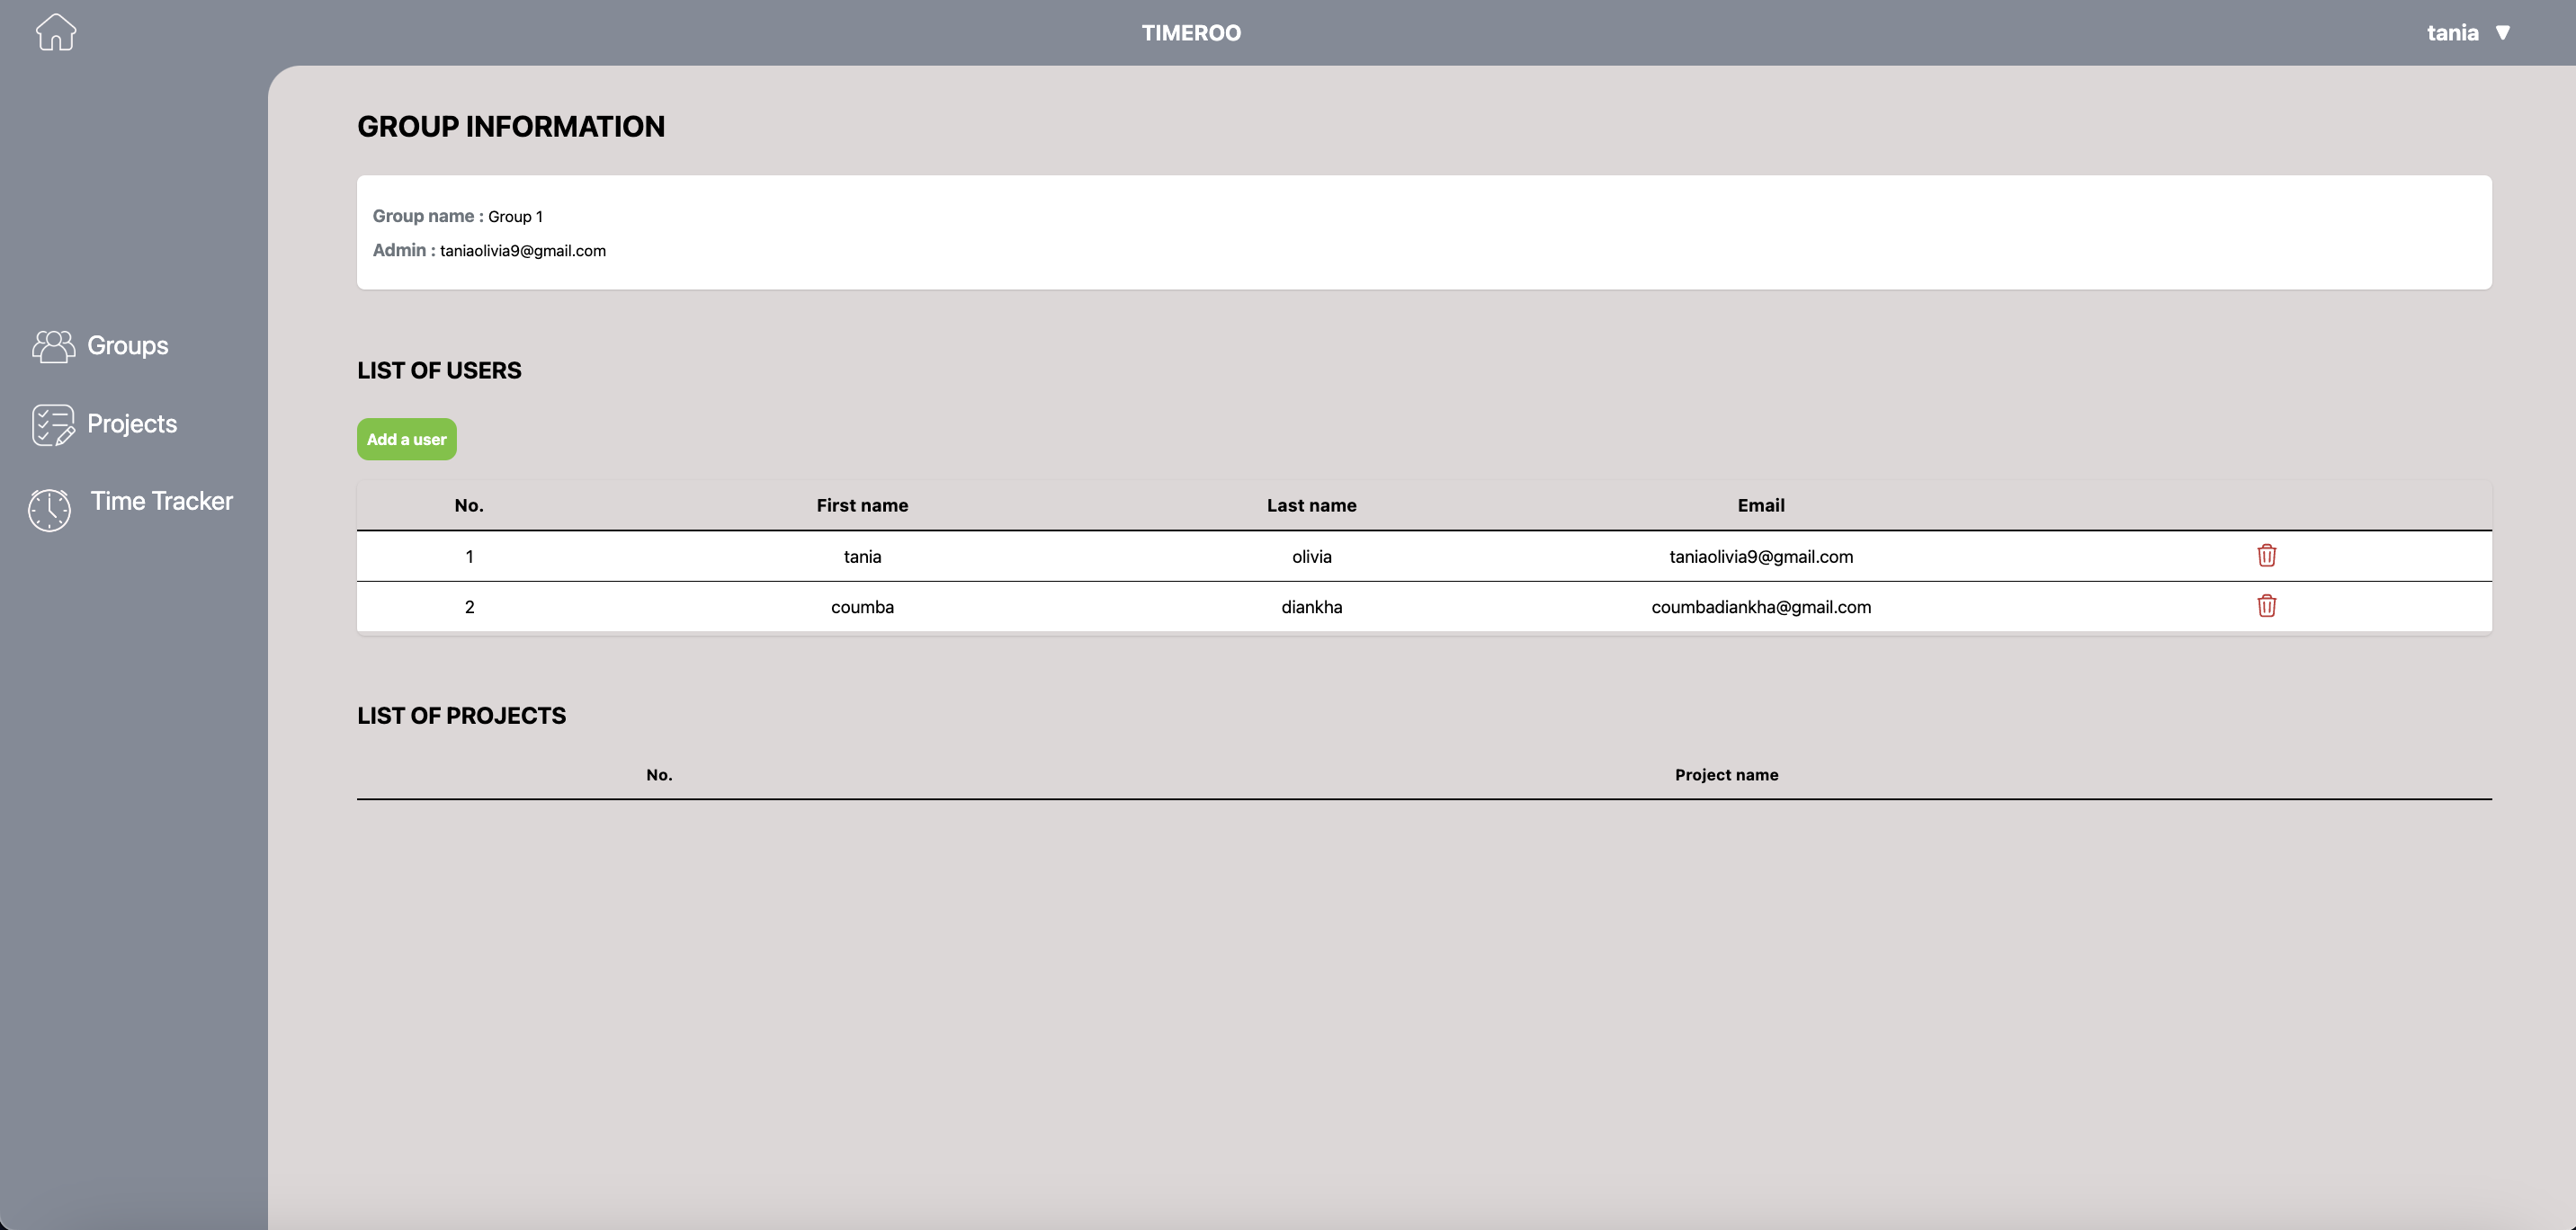 TIMEROO
tania ▼
GROUP INFORMATION
Group name : Group 1
Admin : taniaolivia9@gmail.com
Groups
Projects
Time Tracker
LIST OF USERS
Add a user
No. First name Last name Email
1 tania olivia taniaolivia9@gmail.com
2 coumba diankha coumbadiankha@gmail.com
LIST OF PROJECTS
No. Project name